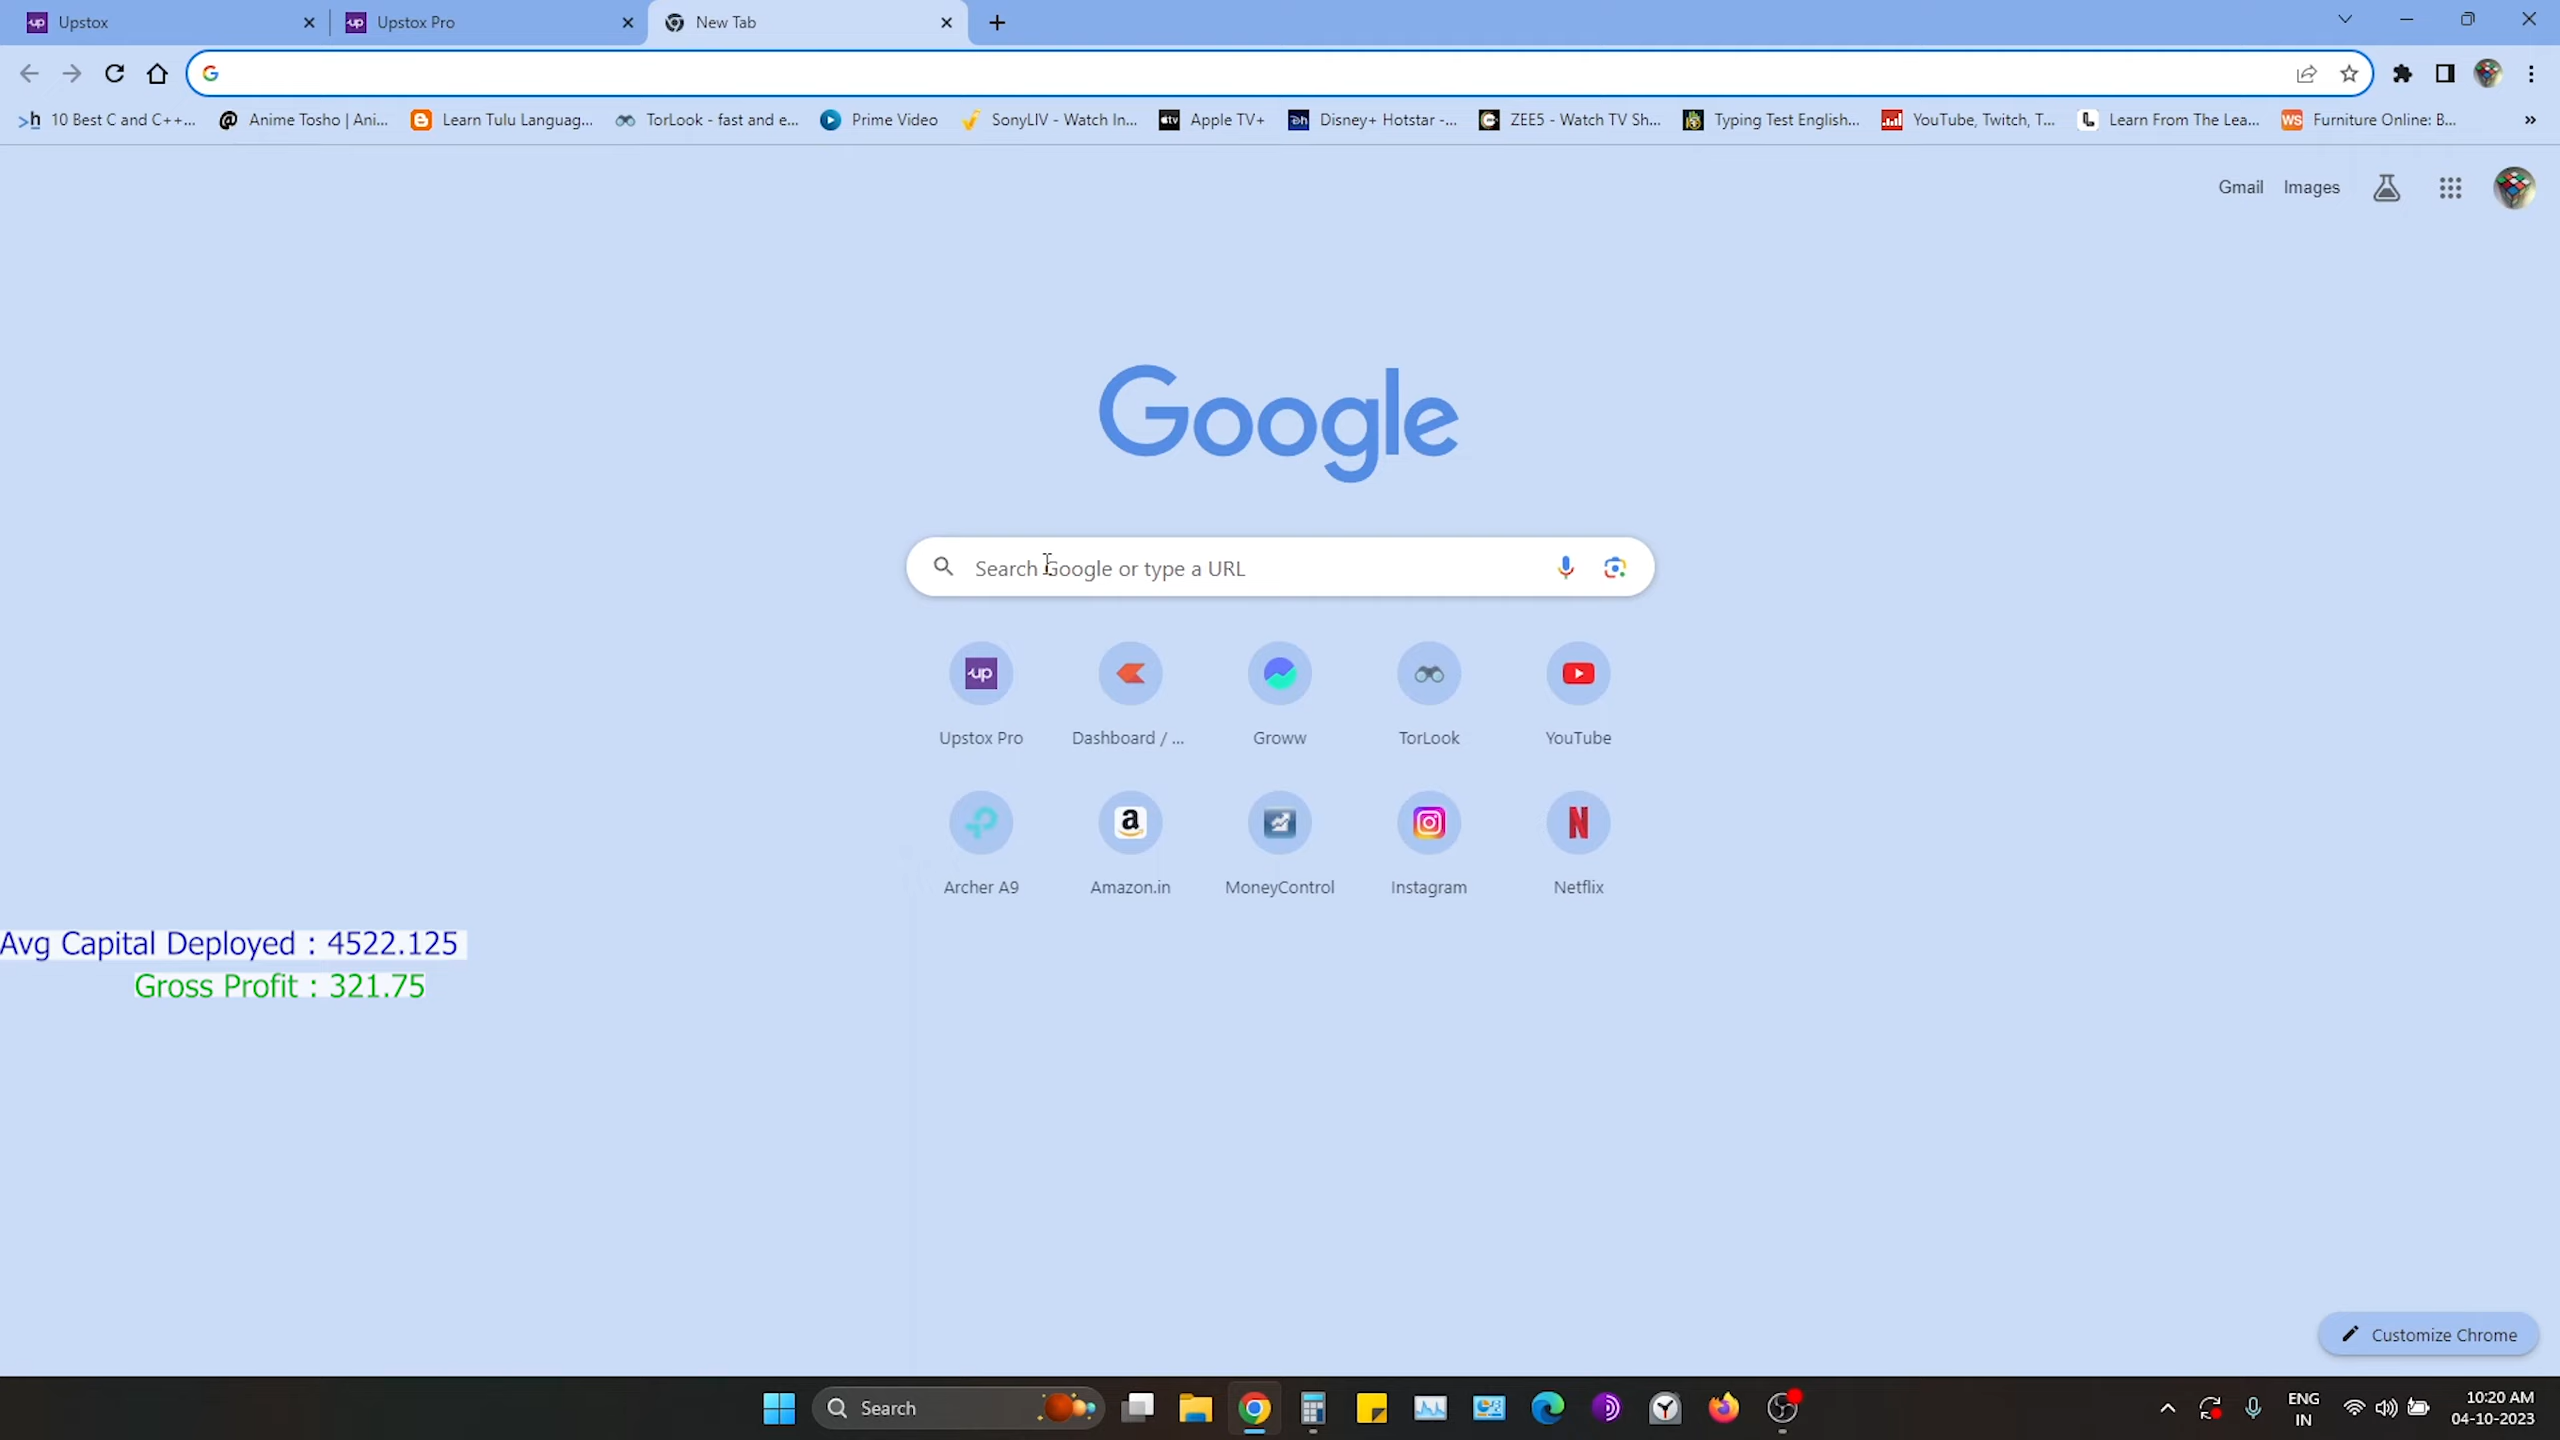 Upstox
Upstox Pro
New Tab
10 Best C and C++...
Anime Tosho | Ani...
Learn Tulu Languag...
TorLook - fast and e...
Prime Video
SonyLIV - Watch In...
Apple TV+
Disney+ Hotstar -...
ZEE5 - Watch TV Sh...
Typing Test English...
YouTube, Twitch, T...
Learn From The Lea...
Furniture Online: B...
Gmail
Images
Google
Search Google or type a URL
Upstox Pro
Dashboard / ...
Groww
TorLook
YouTube
Archer A9
Amazon.in
MoneyControl
Instagram
Netflix
Avg Capital Deployed : 4522.125
Gross Profit : 321.75
Customize Chrome
Search
ENG
IN
10:20 AM
04-10-2023